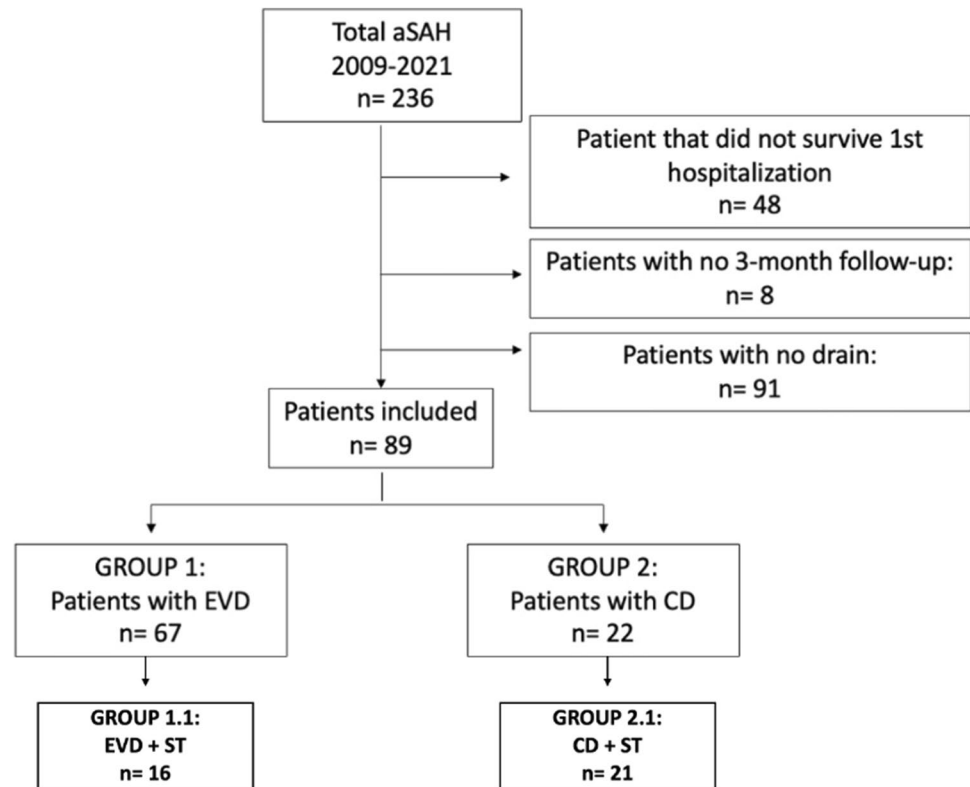 Total aSAH
2009-2021
n= 236
Patient that did not survive 1st
hospitalization
n= 48
Patients with no 3-month follow-up:
n= 8
Patients with no drain:
n= 91
Patients included
n= 89
GROUP 1:
Patients with EVD
n= 67
GROUP 2:
Patients with CD
n= 22
GROUP 1.1:
EVD + ST
n= 16
GROUP 2.1:
CD + ST
n= 21